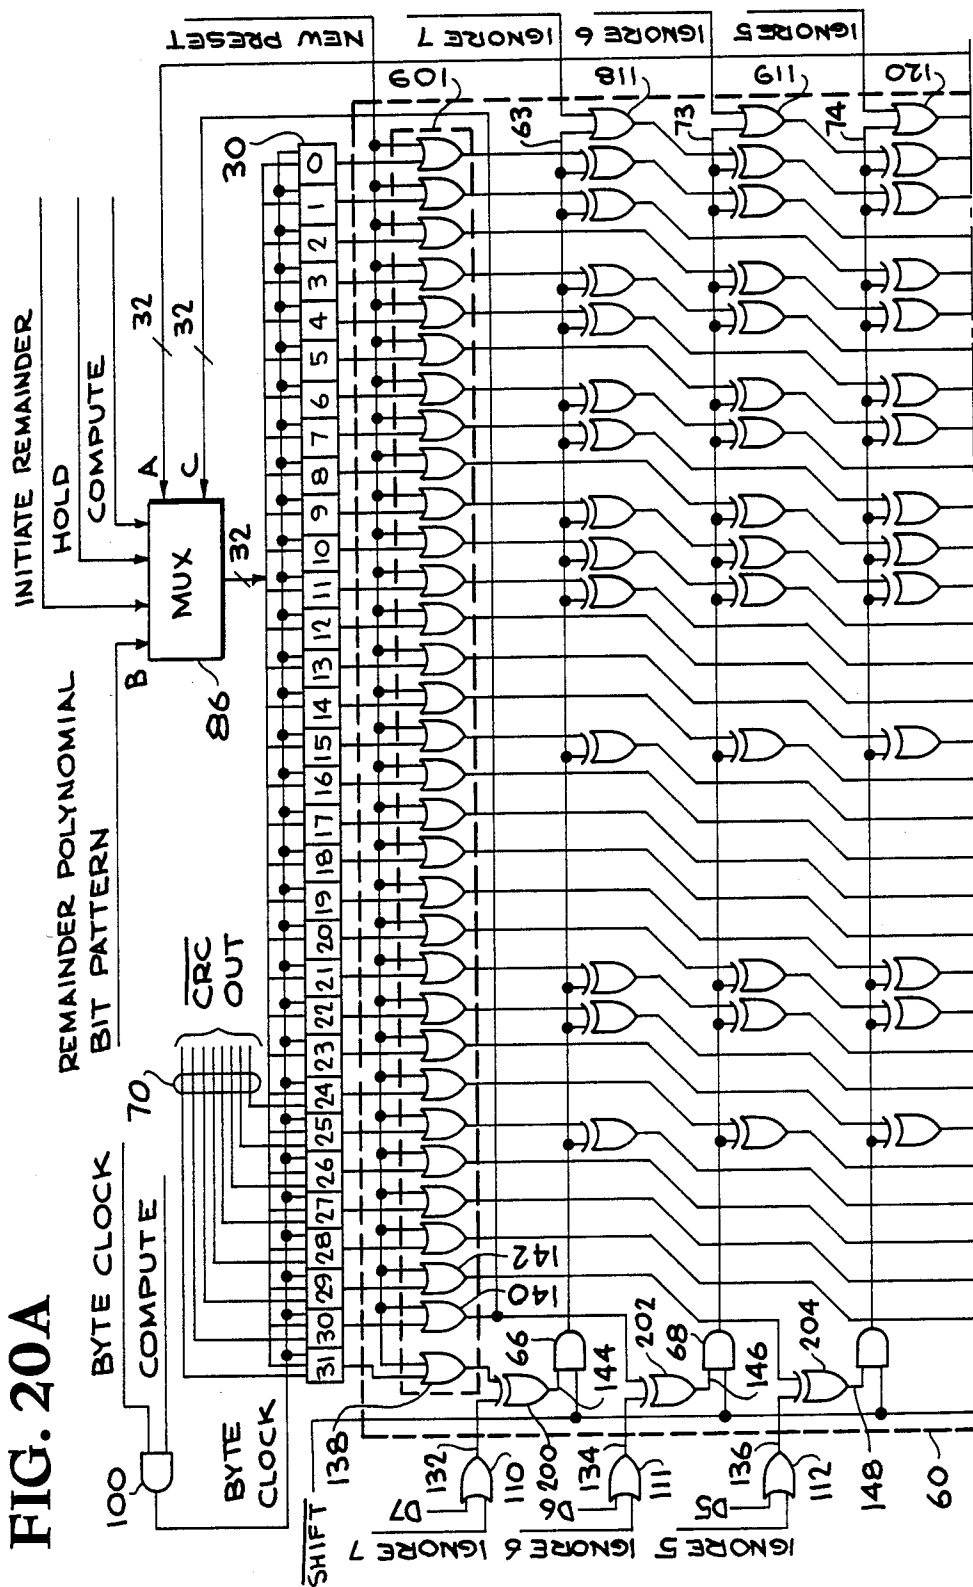 FIG. 20A
INITIATE REMAINDER
HOLD
COMPUTE
REMAINDER POLYNOMIAL
BIT PATTERN
B
MUX
A
C
32
32
32
86
BYTE CLOCK
COMPUTE
100
70
CRC
OUT
BYTE
CLOCK
30
31 30 29 28 27 26 25 24 23 22 21 20 19 18 17 16 15 14 13 12 11 10 9 8 7 6 5 4 3 2 1 0
NEW PRESET
109
138
140
142
SHIFT
132
D7
IGNORE 7
110
200
66
144
63
IGNORE 7
118
134
D6
IGNORE 6
111
202
68
146
73
IGNORE 6
119
136
D5
IGNORE 5
112
204
148
74
IGNORE 5
120
60